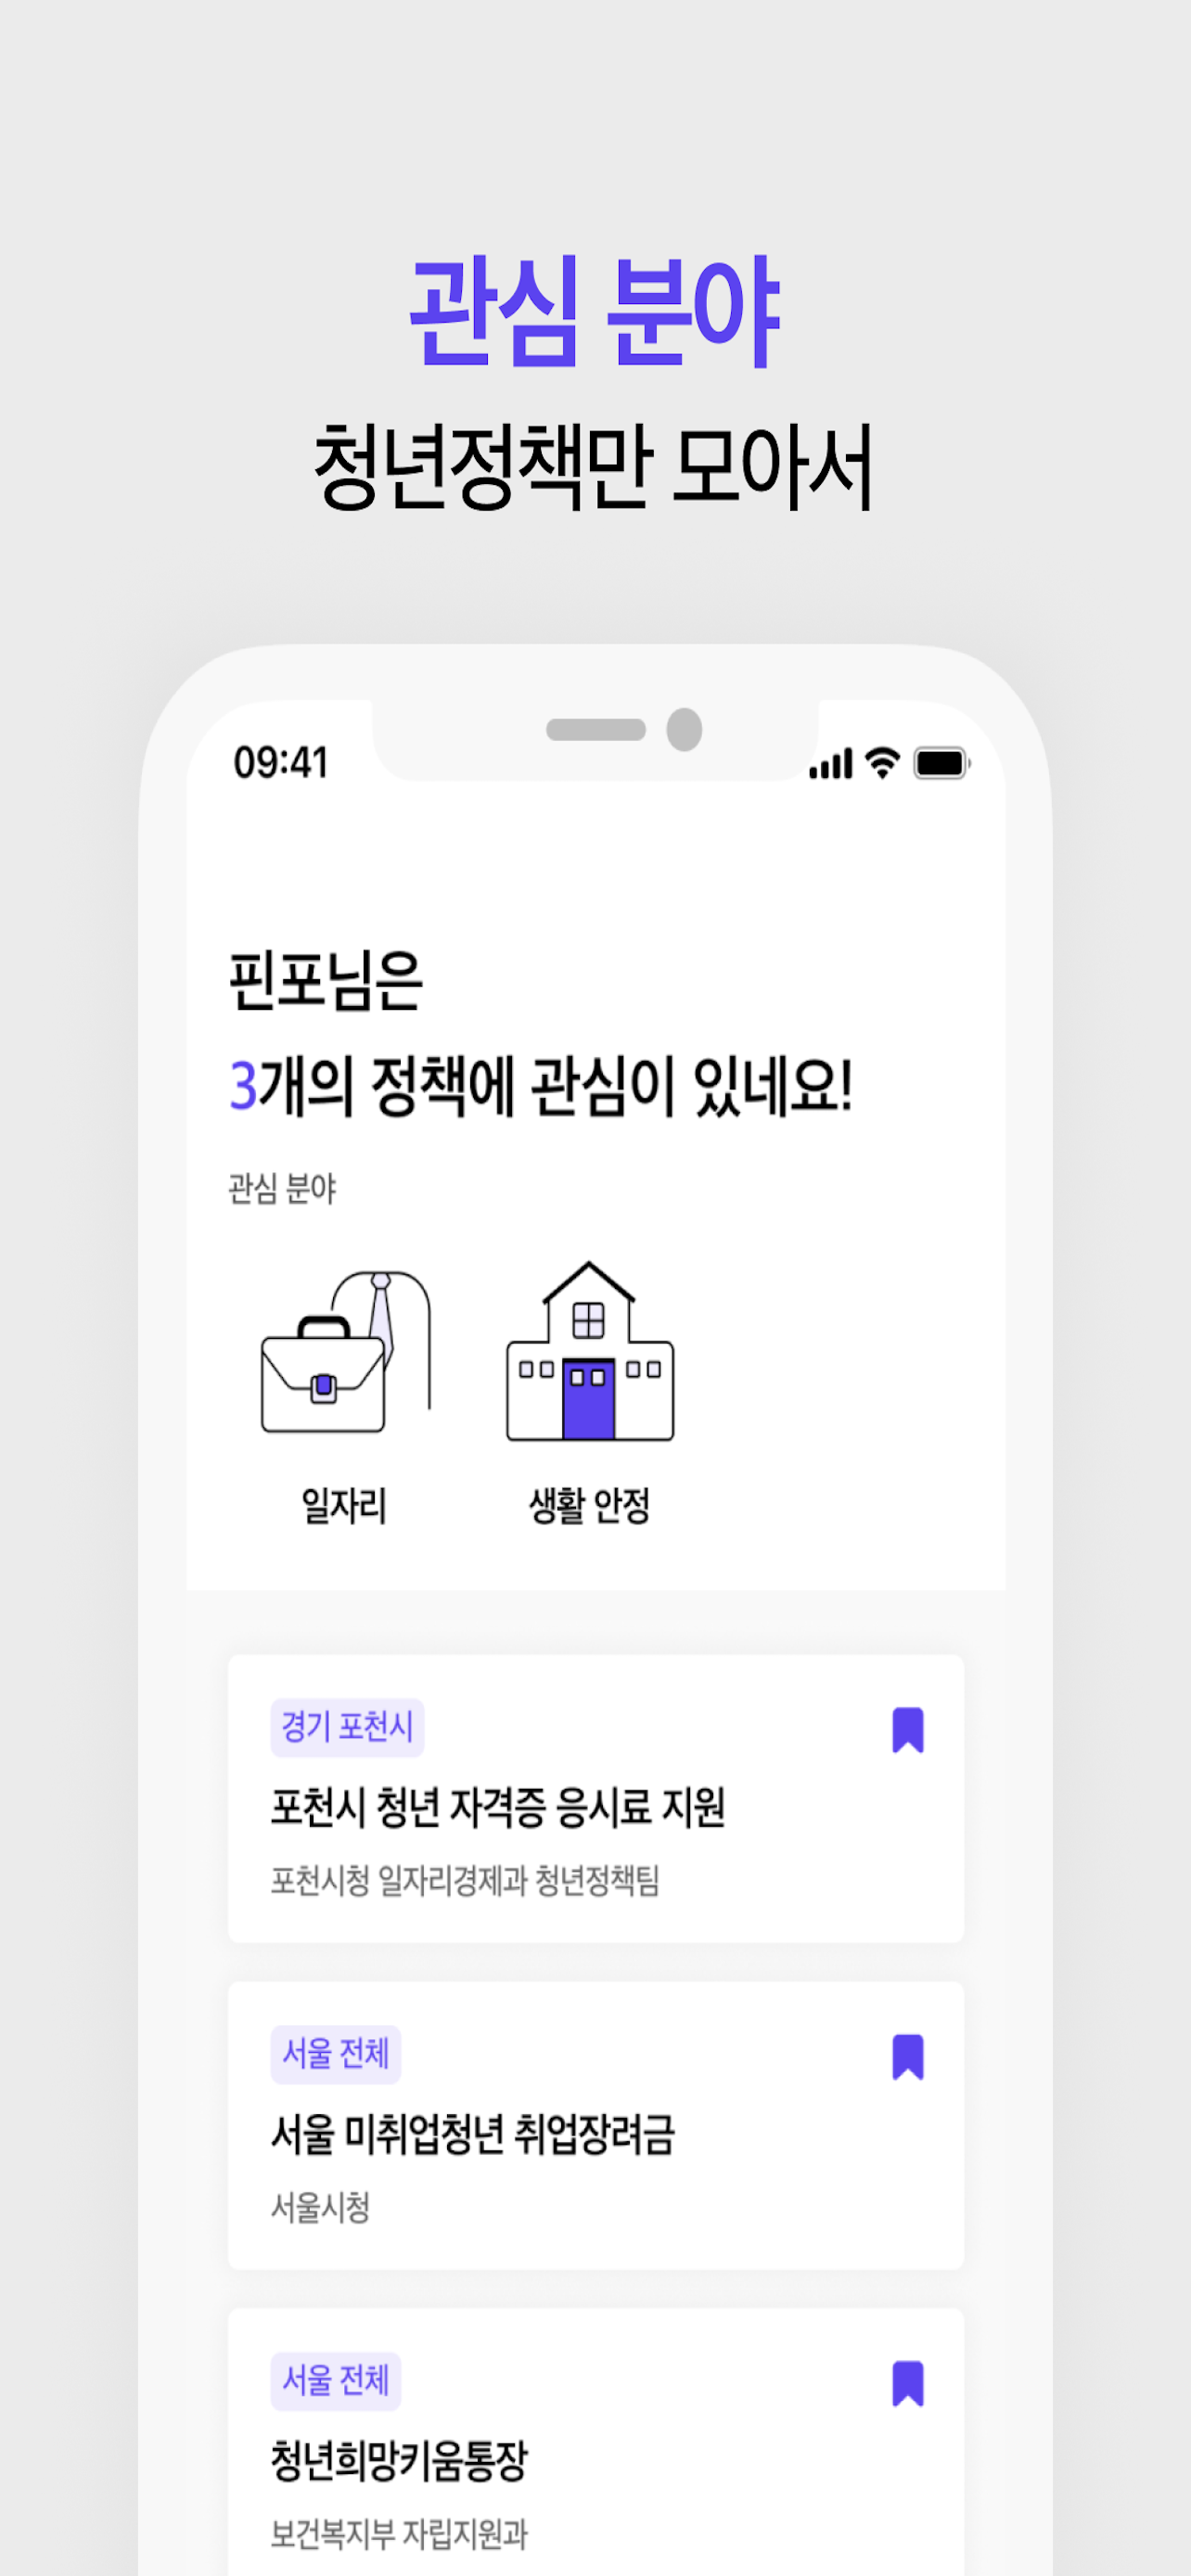 관심 분야
청년정책만 모아서
09:41
핀포님은
3개의 정책에 관심이 있네요!
관심 분야
일자리
생활 안정
경기 포천시
포천시 청년 자격증 응시료 지원
포천시청 일자리경제과 청년정책팀
서울 전체
서울 미취업청년 취업장려금
서울시청
서울 전체
청년희망키움통장
보건복지부 자립지원과